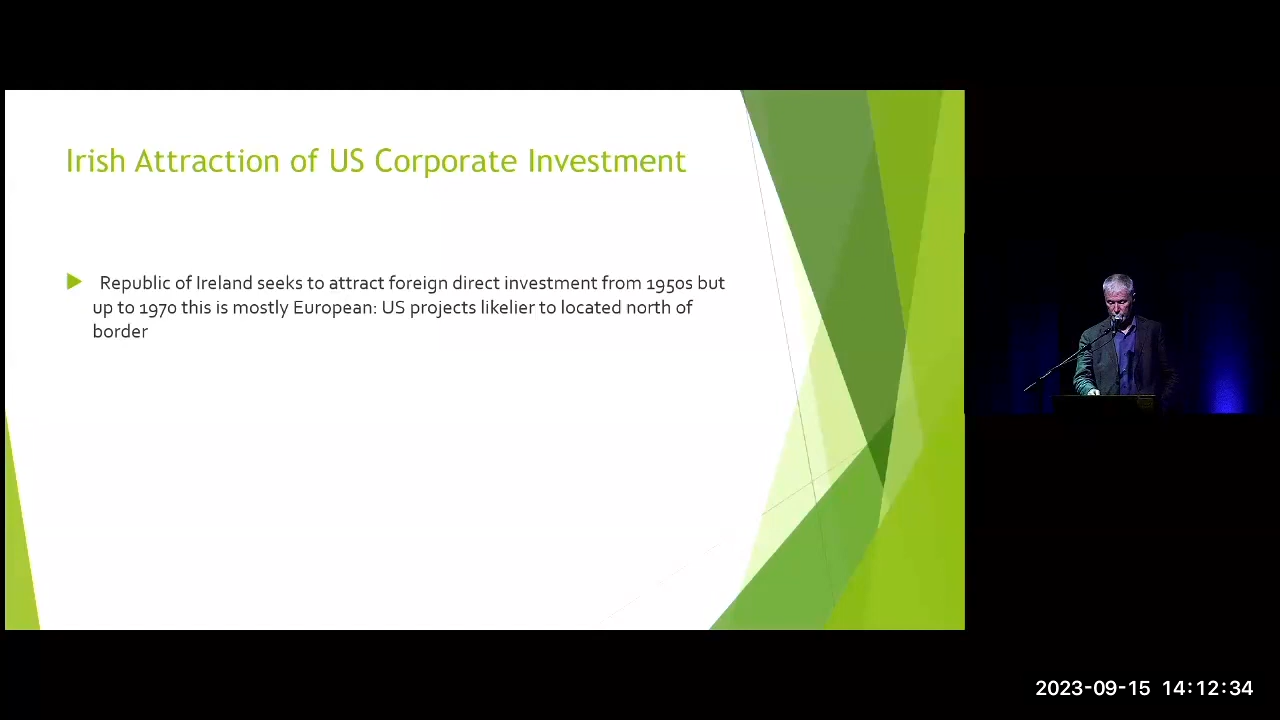 Irish Attraction of US Corporate Investment
Republic of Ireland seeks to attract foreign direct investment from 1950s but
up to 1970 this is mostly European: US projects likelier to located north of
border
2023-09-15 14:12:34